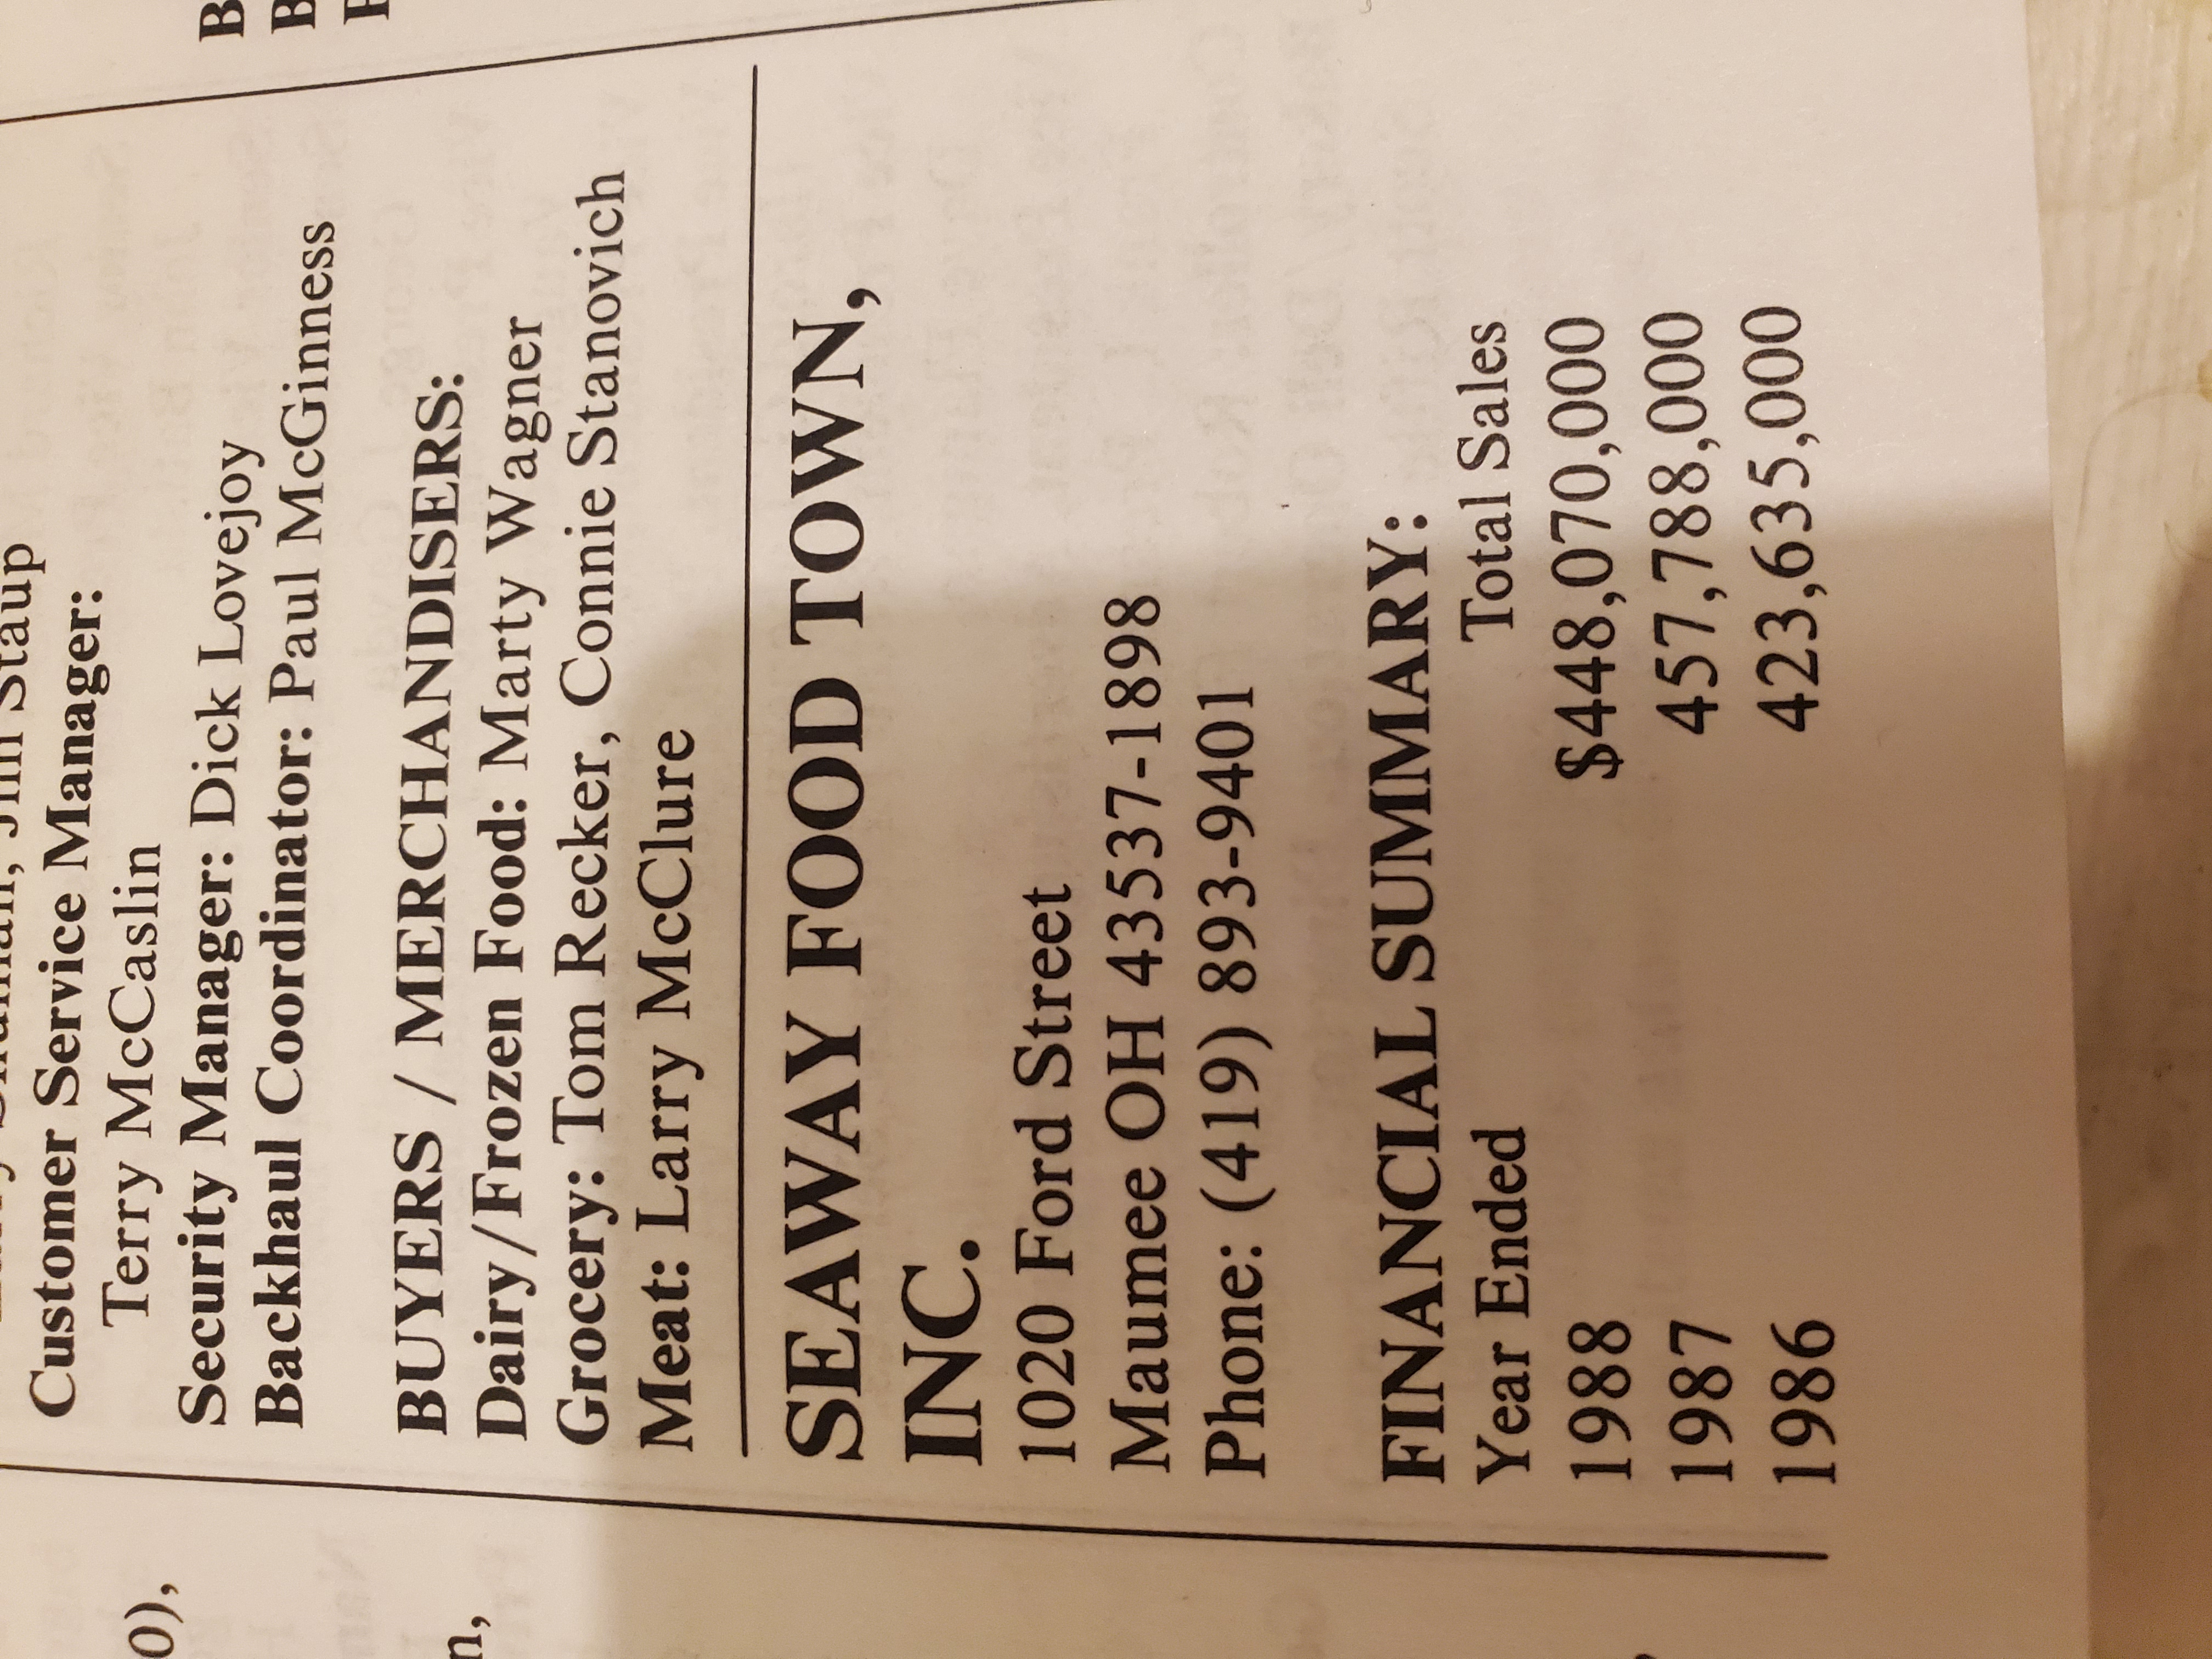 Customer Service Manager:
Terry McCaslin
Security Manager: Dick Lovejoy
Backhaul Coordinator: Paul McGinness
BUYERS / MERCHANDISERS:
Dairy/Frozen Food: Marty Wagner
Grocery: Tom Recker, Connie Stanovich
Meat: Larry McClure
SEAWAY FOOD TOWN,
INC.
1020 Ford Street
Maumee OH 43537-1898
Phone: (419) 893-9401
FINANCIAL SUMMARY:
Year Ended Total Sales
1988 $448,070,000
1987 457,788,000
1986 423,635,000